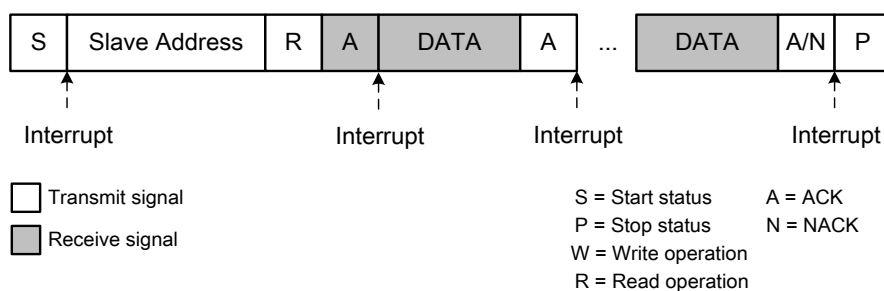 S Slave Address R A DATA A ... DATA A/N P
Interrupt Interrupt Interrupt Interrupt
Transmit signal
Receive signal
S = Start status A = ACK
P = Stop status N = NACK
W = Write operation
R = Read operation